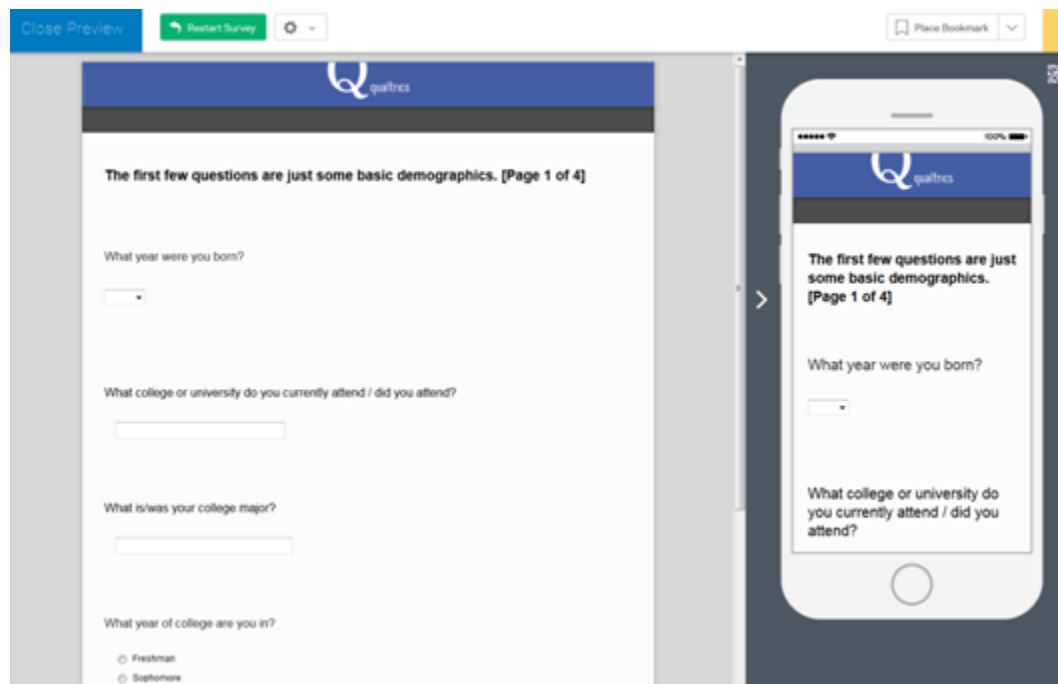 Close Preview
Restart Survey
Place Bookmark
Q qualtrics
The first few questions are just some basic demographics. [Page 1 of 4]
What year were you born?
What college or university do you currently attend / did you attend?
What is/was your college major?
What year of college are you in?
Freshman
Sophomore
100%
Q qualtrics
The first few questions are just
some basic demographics.
[Page 1 of 4]
What year were you born?
What college or university do
you currently attend / did you
attend?